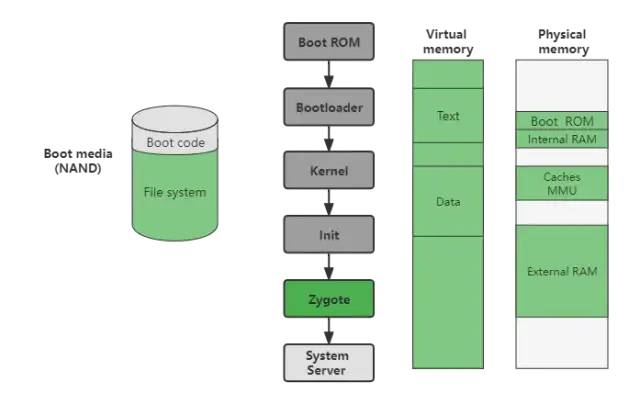 Boot media
(NAND)
Boot code
File system
Boot ROM
Bootloader
Kernel
Init
Zygote
System
Server
Virtual
memory
Text
Data
Physical
memory
Boot ROM
Internal RAM
Caches
MMU
External RAM